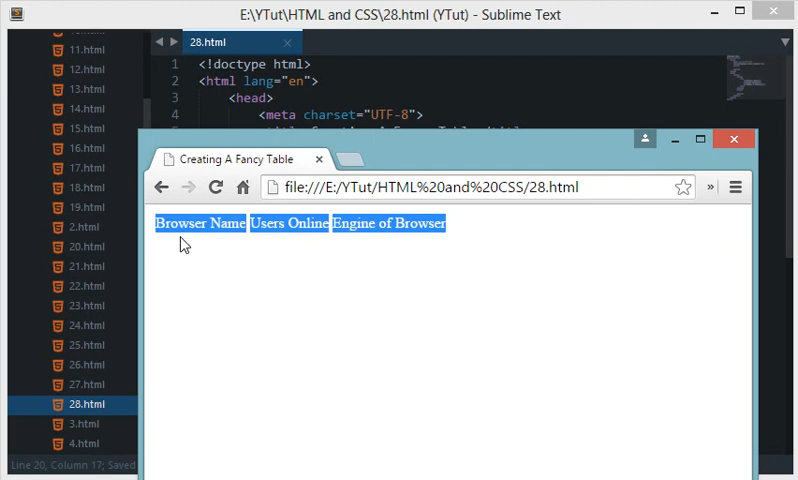 E:\YTut\HTML and CSS\28.html (YTut) - Sublime Text
11.html
12.html
13.html
14.html
15.html
16.html
17.html
18.html
19.html
2.html
20.html
21.html
22.html
23.html
24.html
25.html
26.html
27.html
28.html
3.html
4.html
Line 20, Column 17; Saved
28.html
1 <!doctype html>
2 <html lang="en">
3 <head>
4 <meta charset="UTF-8">
Creating A Fancy Table
file:///E:/YTut/HTML%20and%20CSS/28.html
Browser Name Users Online Engine of Browser